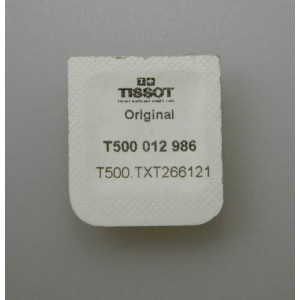 T+
TISSOT
Original
T500 012 986
T500.TXT266121